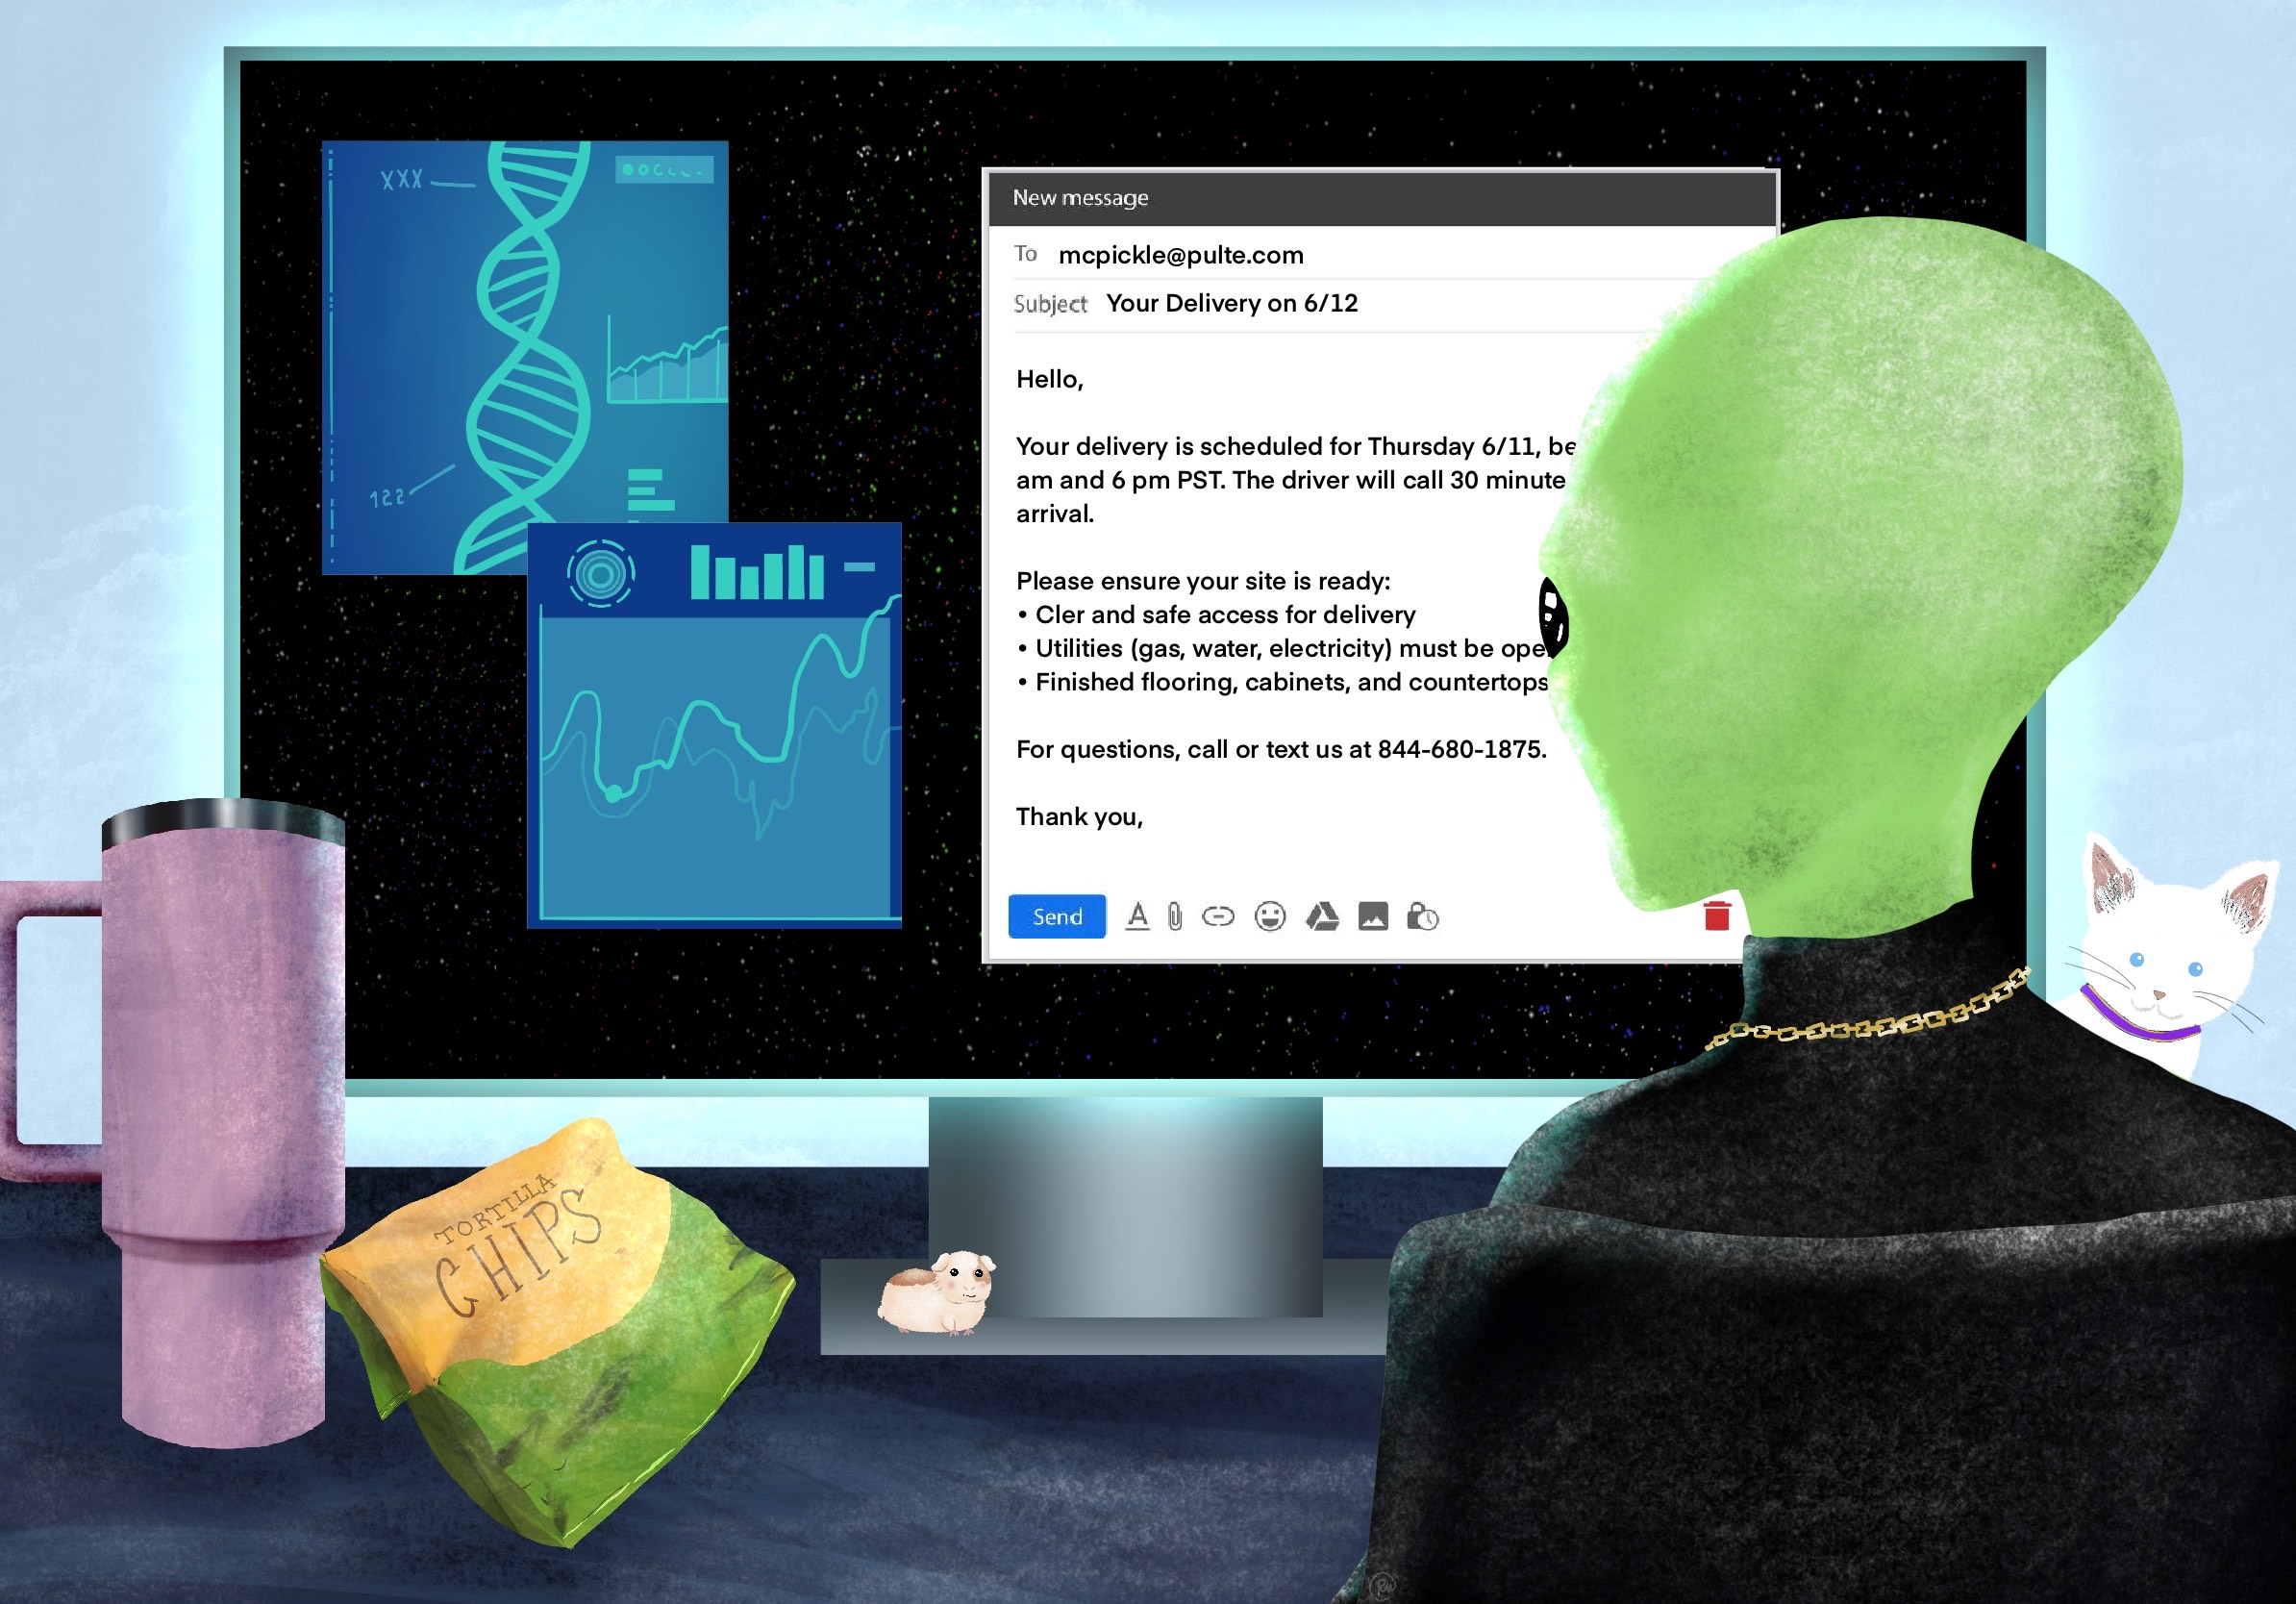 XXX
122
New message
To mcpickle@pulte.com
Subject Your Delivery on 6/12
Hello,
Your delivery is scheduled for Thursday 6/11, be
am and 6 pm PST. The driver will call 30 minute
arrival.
Please ensure your site is ready:
• Cler and safe access for delivery
• Utilities (gas, water, electricity) must be ope
• Finished flooring, cabinets, and countertops
For questions, call or text us at 844-680-1875.
Thank you,
Send
TORTILLA
CHIPS